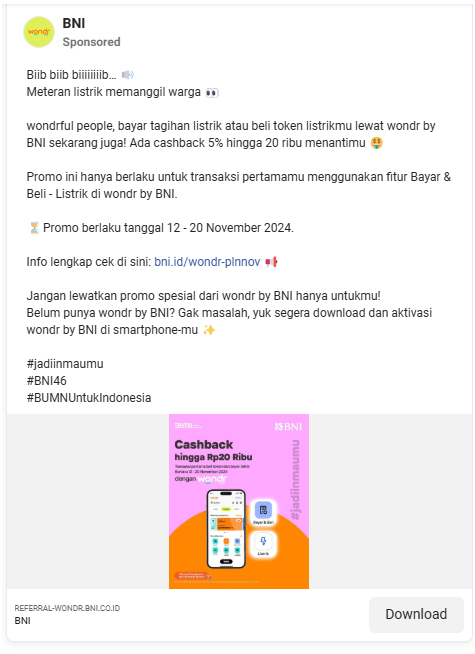 wondr
BNI
Sponsored
Biib biib biiiiiiiib... 🔊
Meteran listrik memanggil warga 👀
wondrful people, bayar tagihan listrik atau beli token listrikmu lewat wondr by
BNI sekarang juga! Ada cashback 5% hingga 20 ribu menantimu 🤑
Promo ini hanya berlaku untuk transaksi pertamamu menggunakan fitur Bayar &
Beli - Listrik di wondr by BNI.
⏳ Promo berlaku tanggal 12 - 20 November 2024.
Info lengkap cek di sini: bni.id/wondr-plnnov 📢
Jangan lewatkan promo spesial dari wondr by BNI hanya untukmu!
Belum punya wondr by BNI? Gak masalah, yuk segera download dan aktivasi
wondr by BNI di smartphone-mu ✨
#jadiinmaumu
#BNI46
#BUMNUntukIndonesia
BUMN
BNI
Cashback
hingga Rp20 Ribu
dengan wondr
#jadiinmaumu
Bayar & Beli
Listrik
REFERRAL-WONDR.BNI.CO.ID
BNI
Download